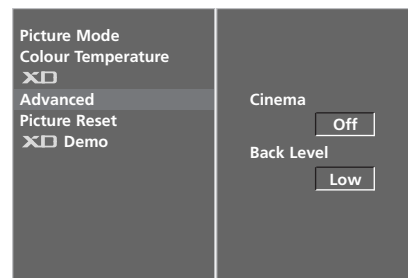 Picture Mode
Colour Temperature
XD
Advanced
Picture Reset
XD Demo
Cinema
Off
Back Level
Low